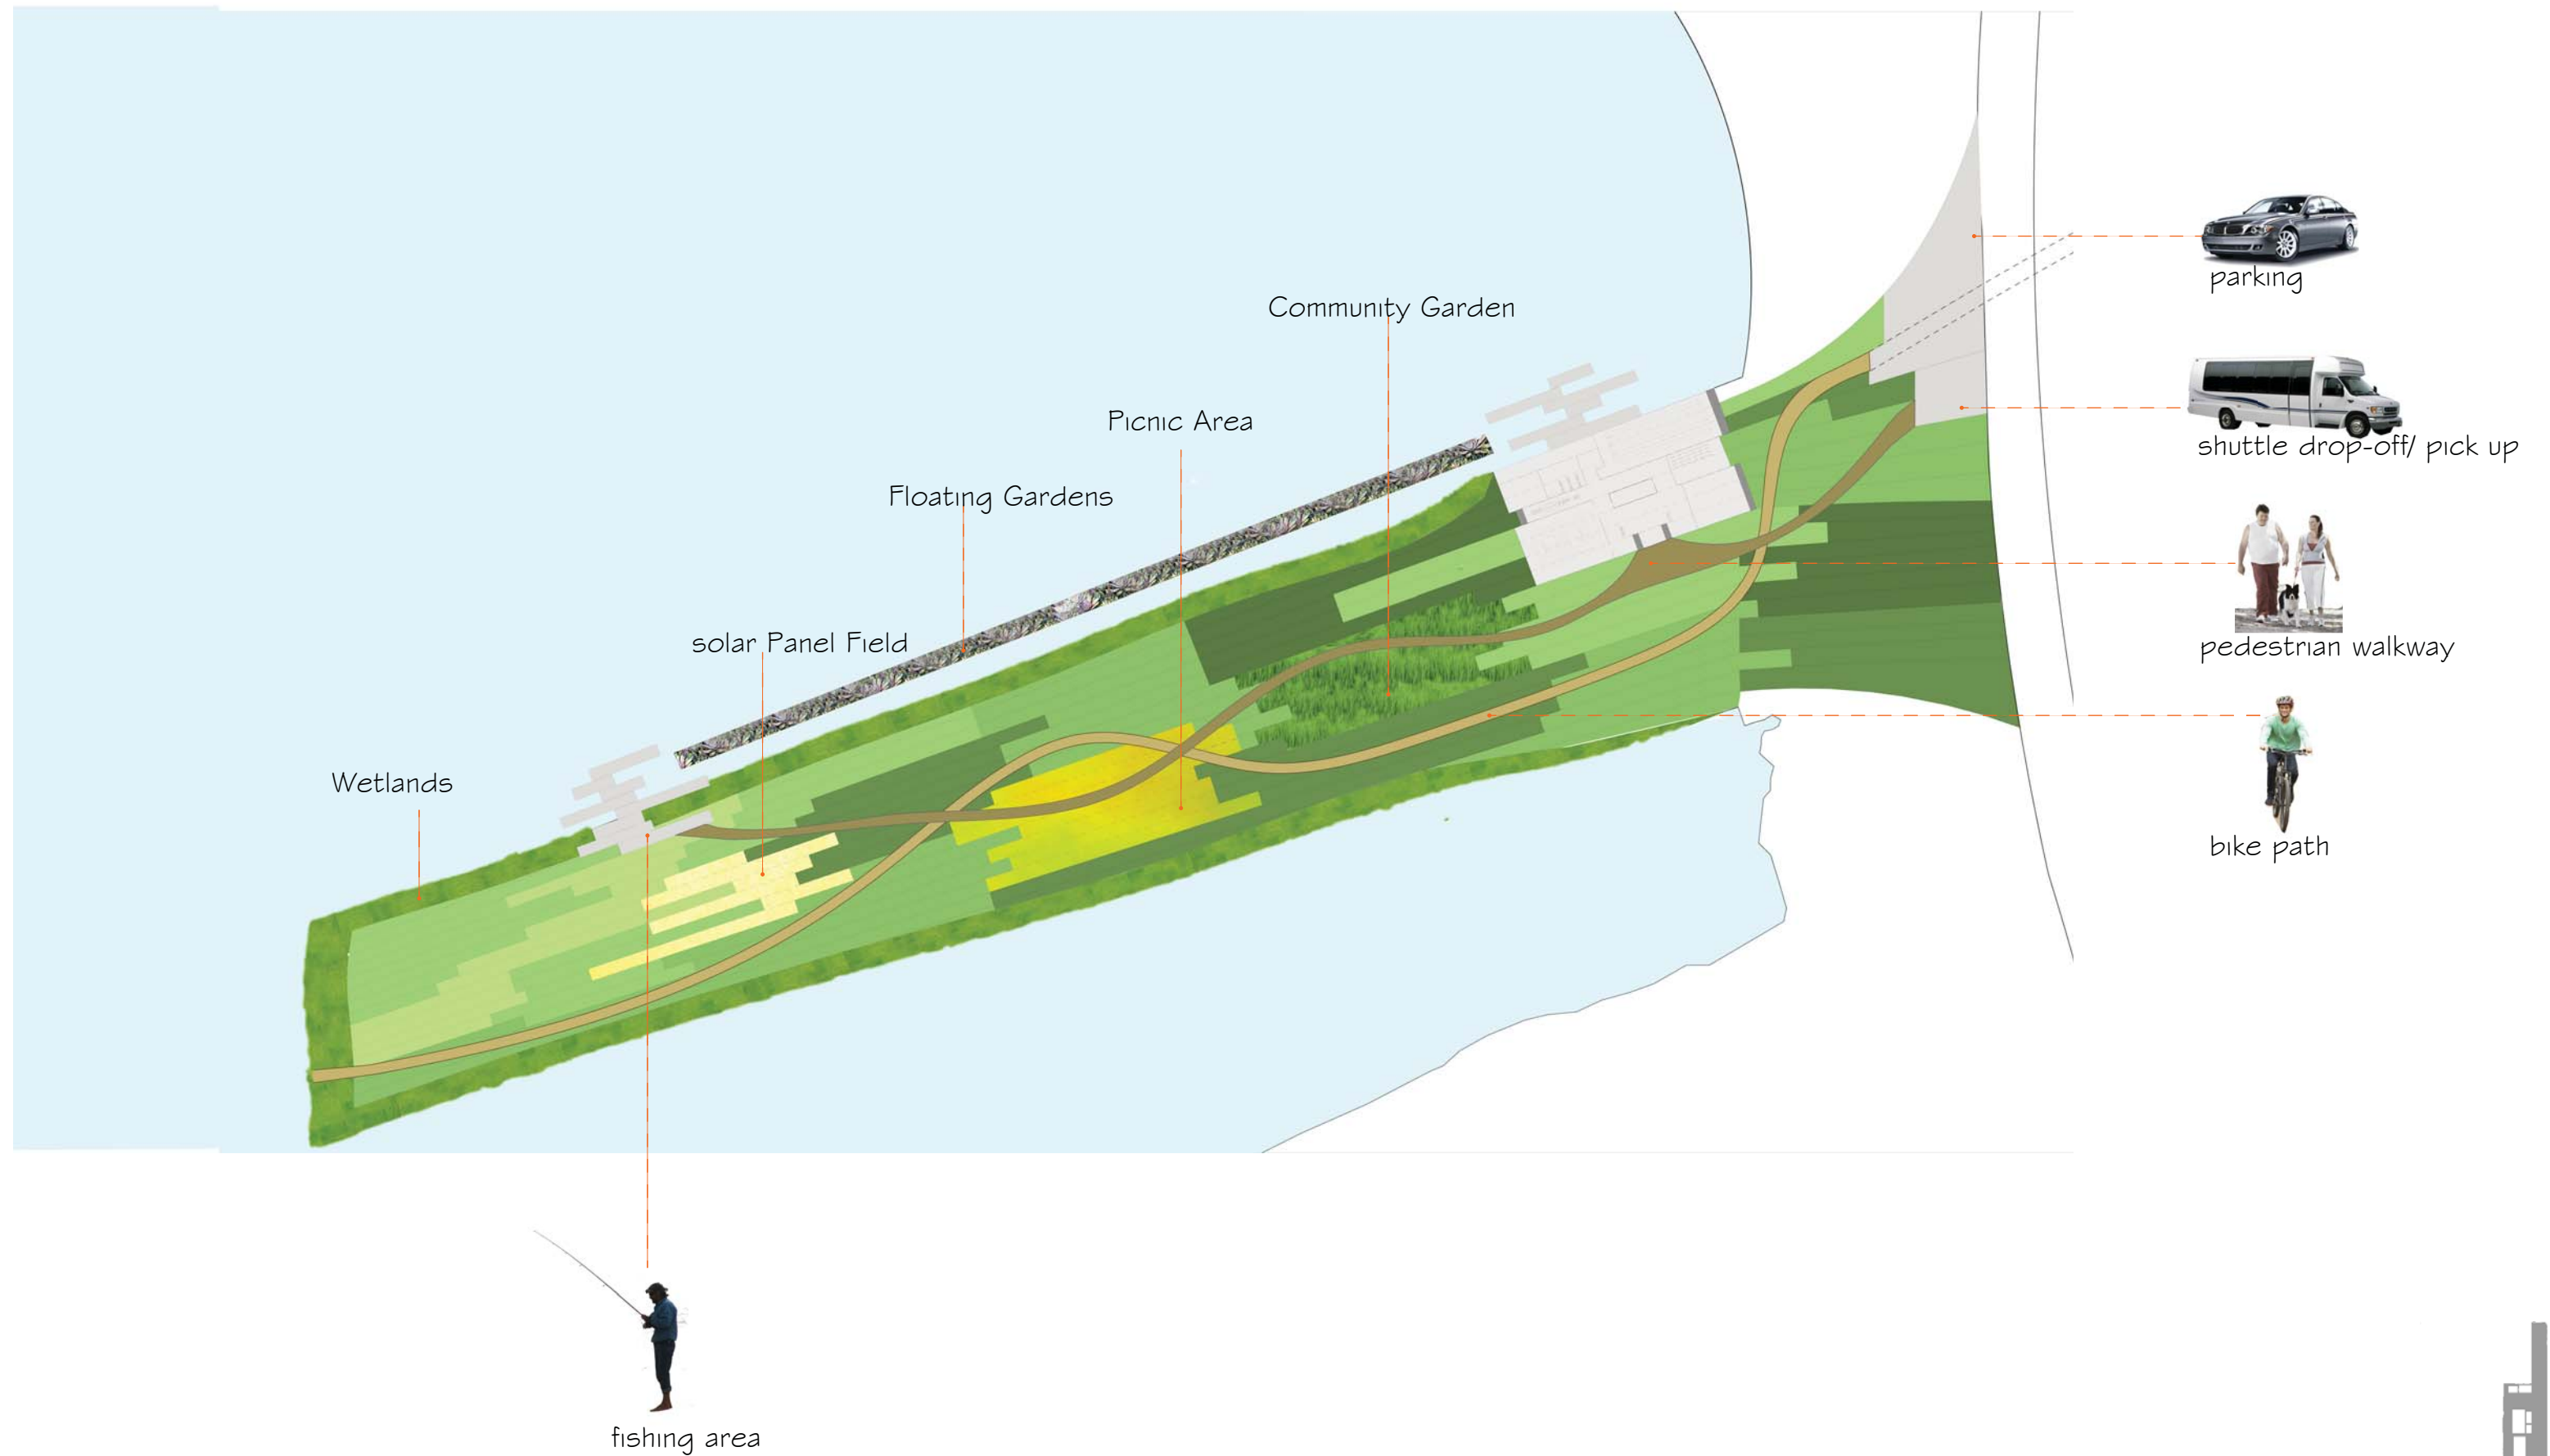 parking
Community Garden
shuttle drop-off/ pick up
Picnic Area
Floating Gardens
solar Panel Field
pedestrian walkway
Wetlands
bike path
fishing area